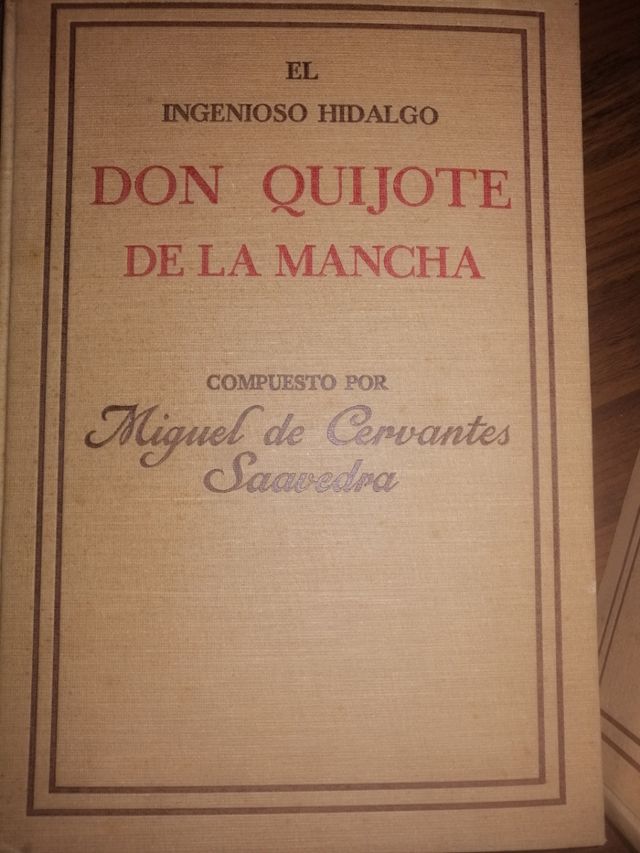 EL
INGENIOSO HIDALGO
DON QUIJOTE
DE LA MANCHA
COMPUESTO POR
Miguel de Cervantes
Saavedra